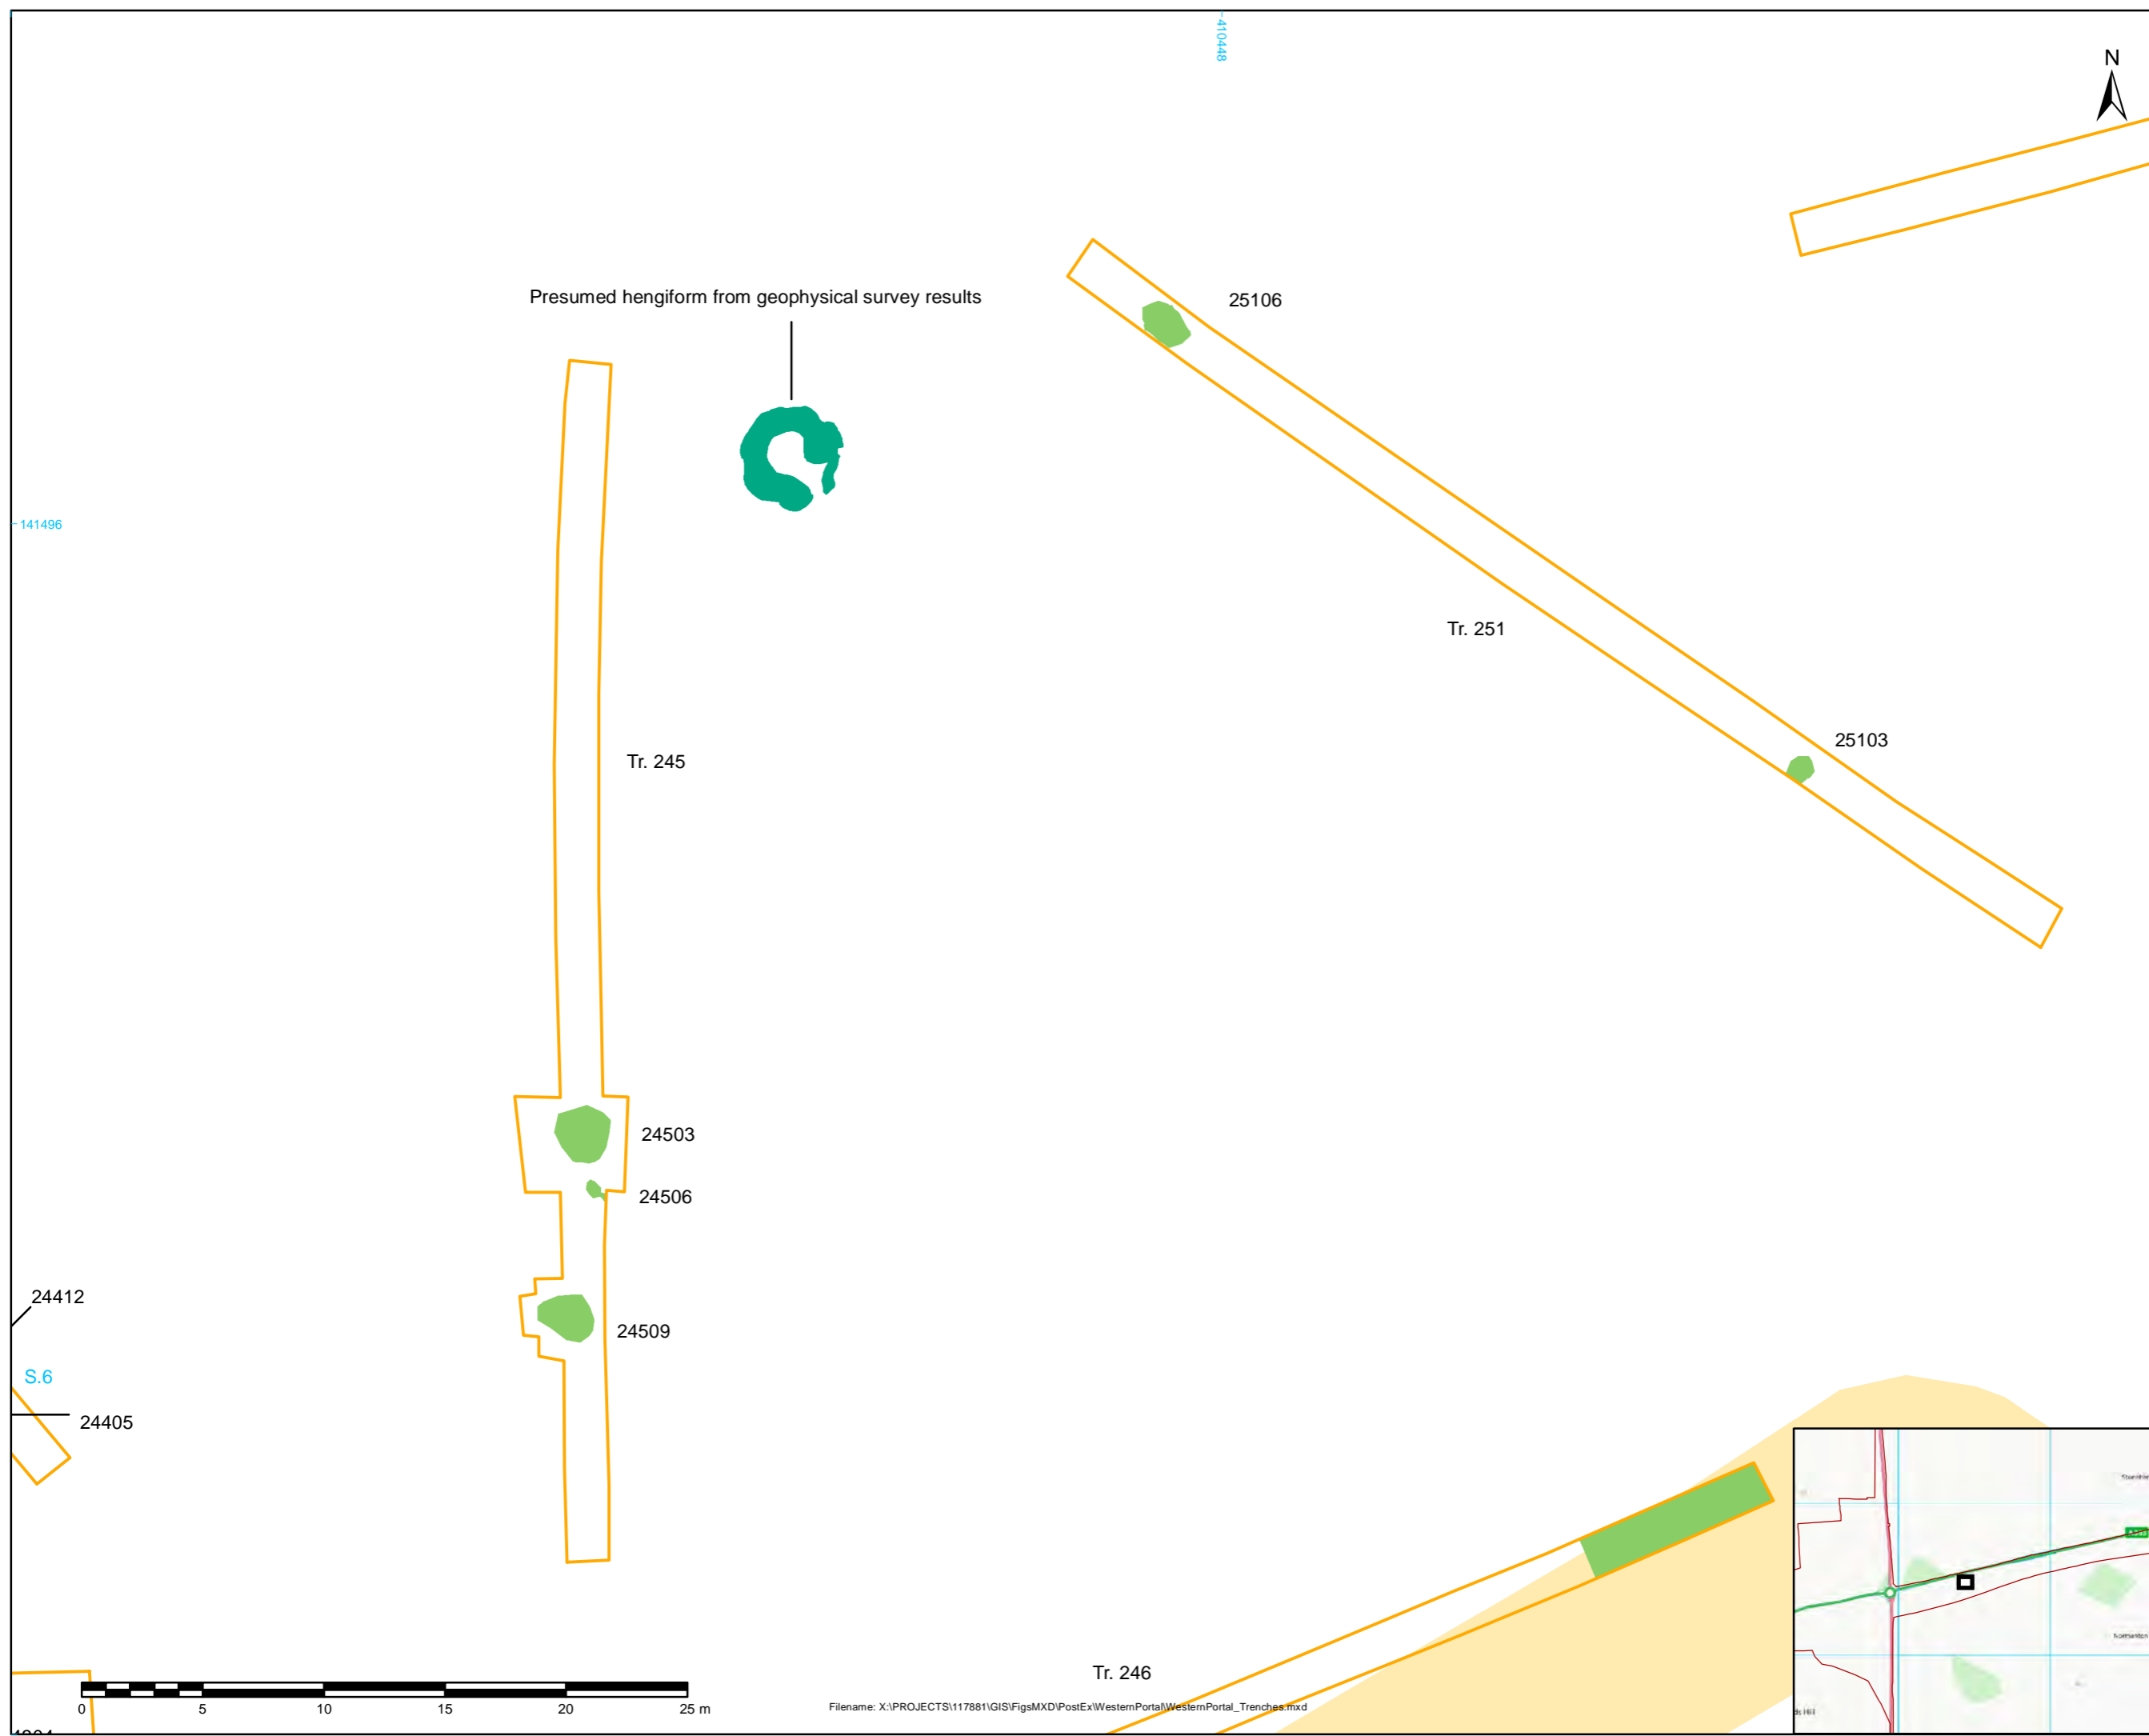 410448
N
Presumed hengiform from geophysical survey results
25106
141496
Tr. 251
25103
Tr. 245
24503
24506
24412
24509
S.6
24405
Tr. 246
0 5 10 15 20 25 m
Filename: X:\PROJECTS\117881\GIS\FigsMXD\PostEx\WesternPortal\WesternPortal_Trenches.mxd